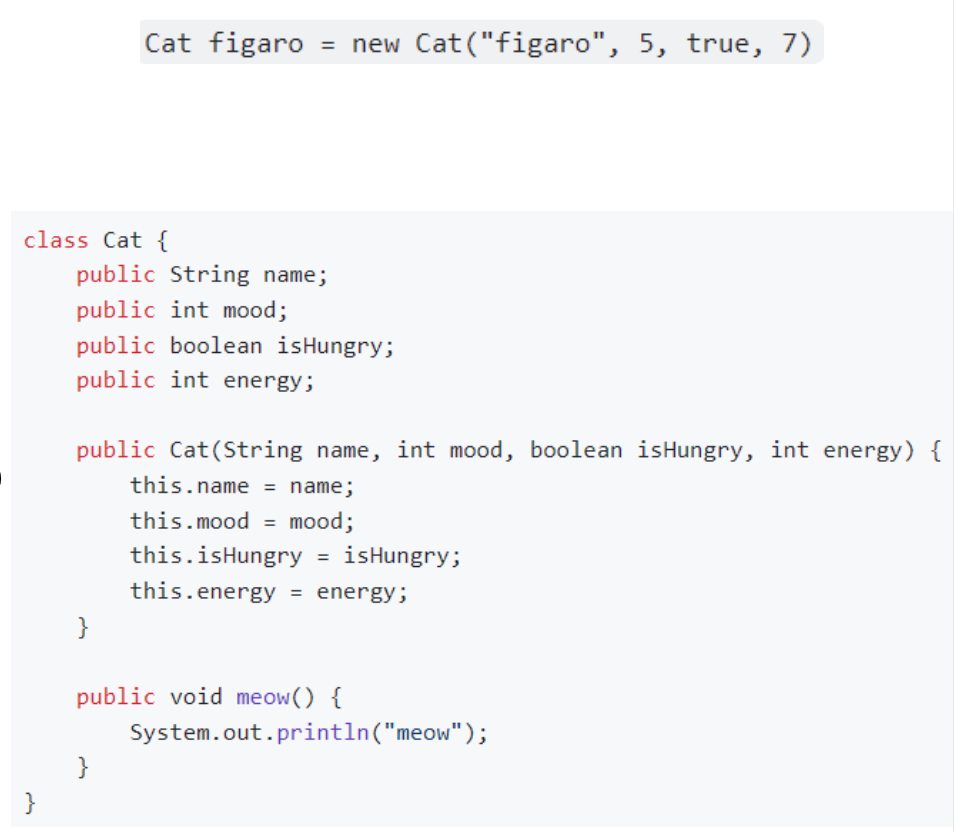 Cat figaro = new Cat("figaro", 5, true, 7)
class Cat {
    public String name;
    public int mood;
    public boolean isHungry;
    public int energy;
    public Cat(String name, int mood, boolean isHungry, int energy) {
        this.name = name;
        this.mood = mood;
        this.isHungry = isHungry;
        this.energy = energy;
    }
    public void meow() {
        System.out.println("meow");
    }
}